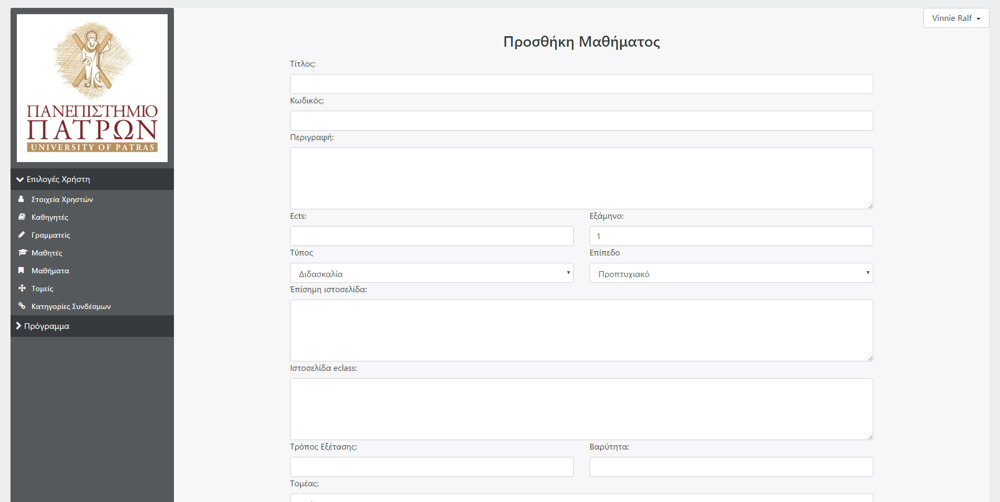 Vinnie Ralf
ΠΑΝΕΠΙΣΤΗΜΙΟ
ΠΑΤΡΩΝ
UNIVERSITY OF PATRAS
Επιλογές Χρήστη
Στοιχεία Χρηστών
Καθηγητές
Γραμματείς
Μαθητές
Μαθήματα
Τομείς
Κατηγορίες Συνδέσμων
Πρόγραμμα
Προσθήκη Μαθήματος
Τίτλος:
Κωδικός:
Περιγραφή:
Ects: Εξάμηνο:
1
Τύπος Επίπεδο
Διδασκαλία Προπτυχιακό
Έπίσημη ιστοσελίδα:
Ιστοσελίδα eclass:
Τρόπος Εξέτασης: Βαρύτητα:
Τομέας: